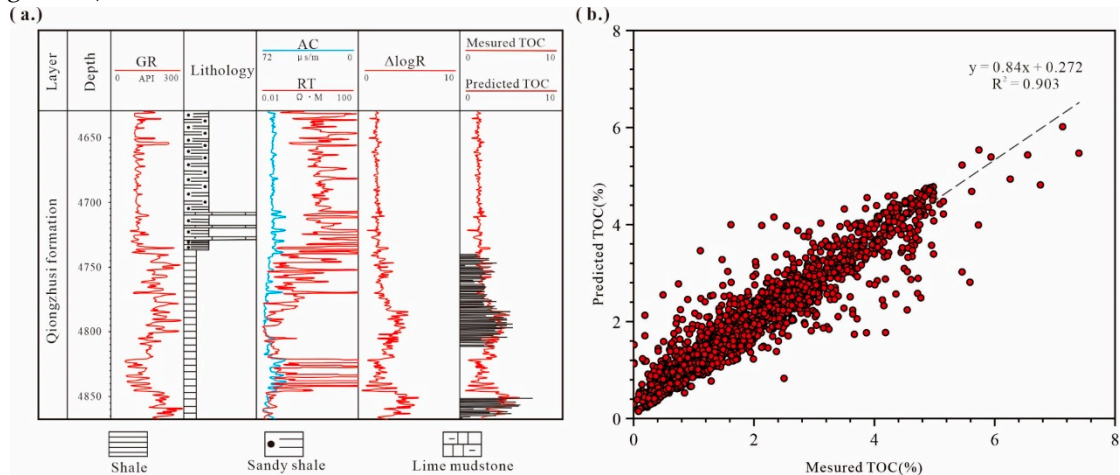 (a.)
Layer
Depth
GR
0 API 300
Lithology
AC
72 μs/m 0
RT
0.01 Ω·M 100
ΔlogR
0 10
Mesured TOC
0 10
Predicted TOC
0 10
Qiongzhusi formation
4650
4700
4750
4800
4850
Shale
Sandy shale
Lime mudstone
(b.)
y = 0.84x + 0.272
R² = 0.903
Predicted TOC(%)
8
6
4
2
0
0 2 4 6 8
Mesured TOC(%)